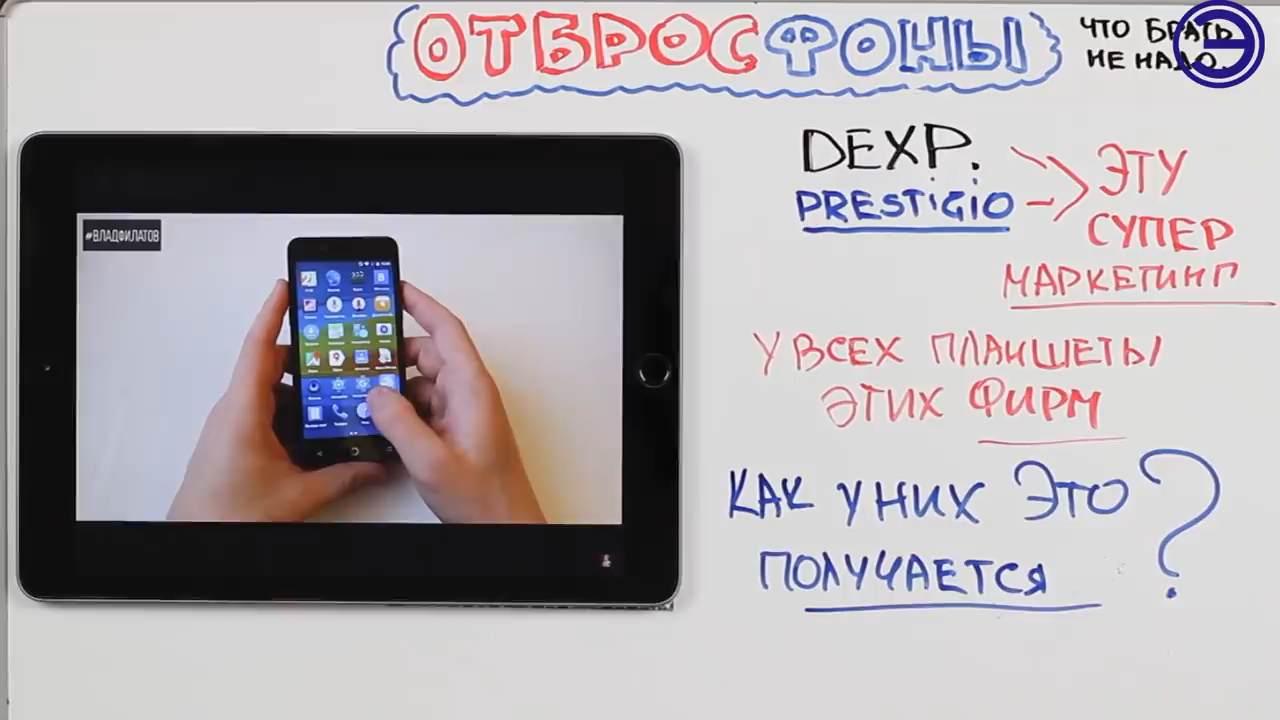 ОТБРОСФОНЫ
ЧТО БРАТЬ
НЕ НАДО.
Э
#ВЛАДФИЛАТОВ
DEXP.
PRESTIGIO
ЭТУ
СУПЕР
МАРКЕТИНГ
У ВСЕХ ПЛАНШЕТЫ
ЭТИХ ФИРМ
КАК У НИХ ЭТО
ПОЛУЧАЕТСЯ ?